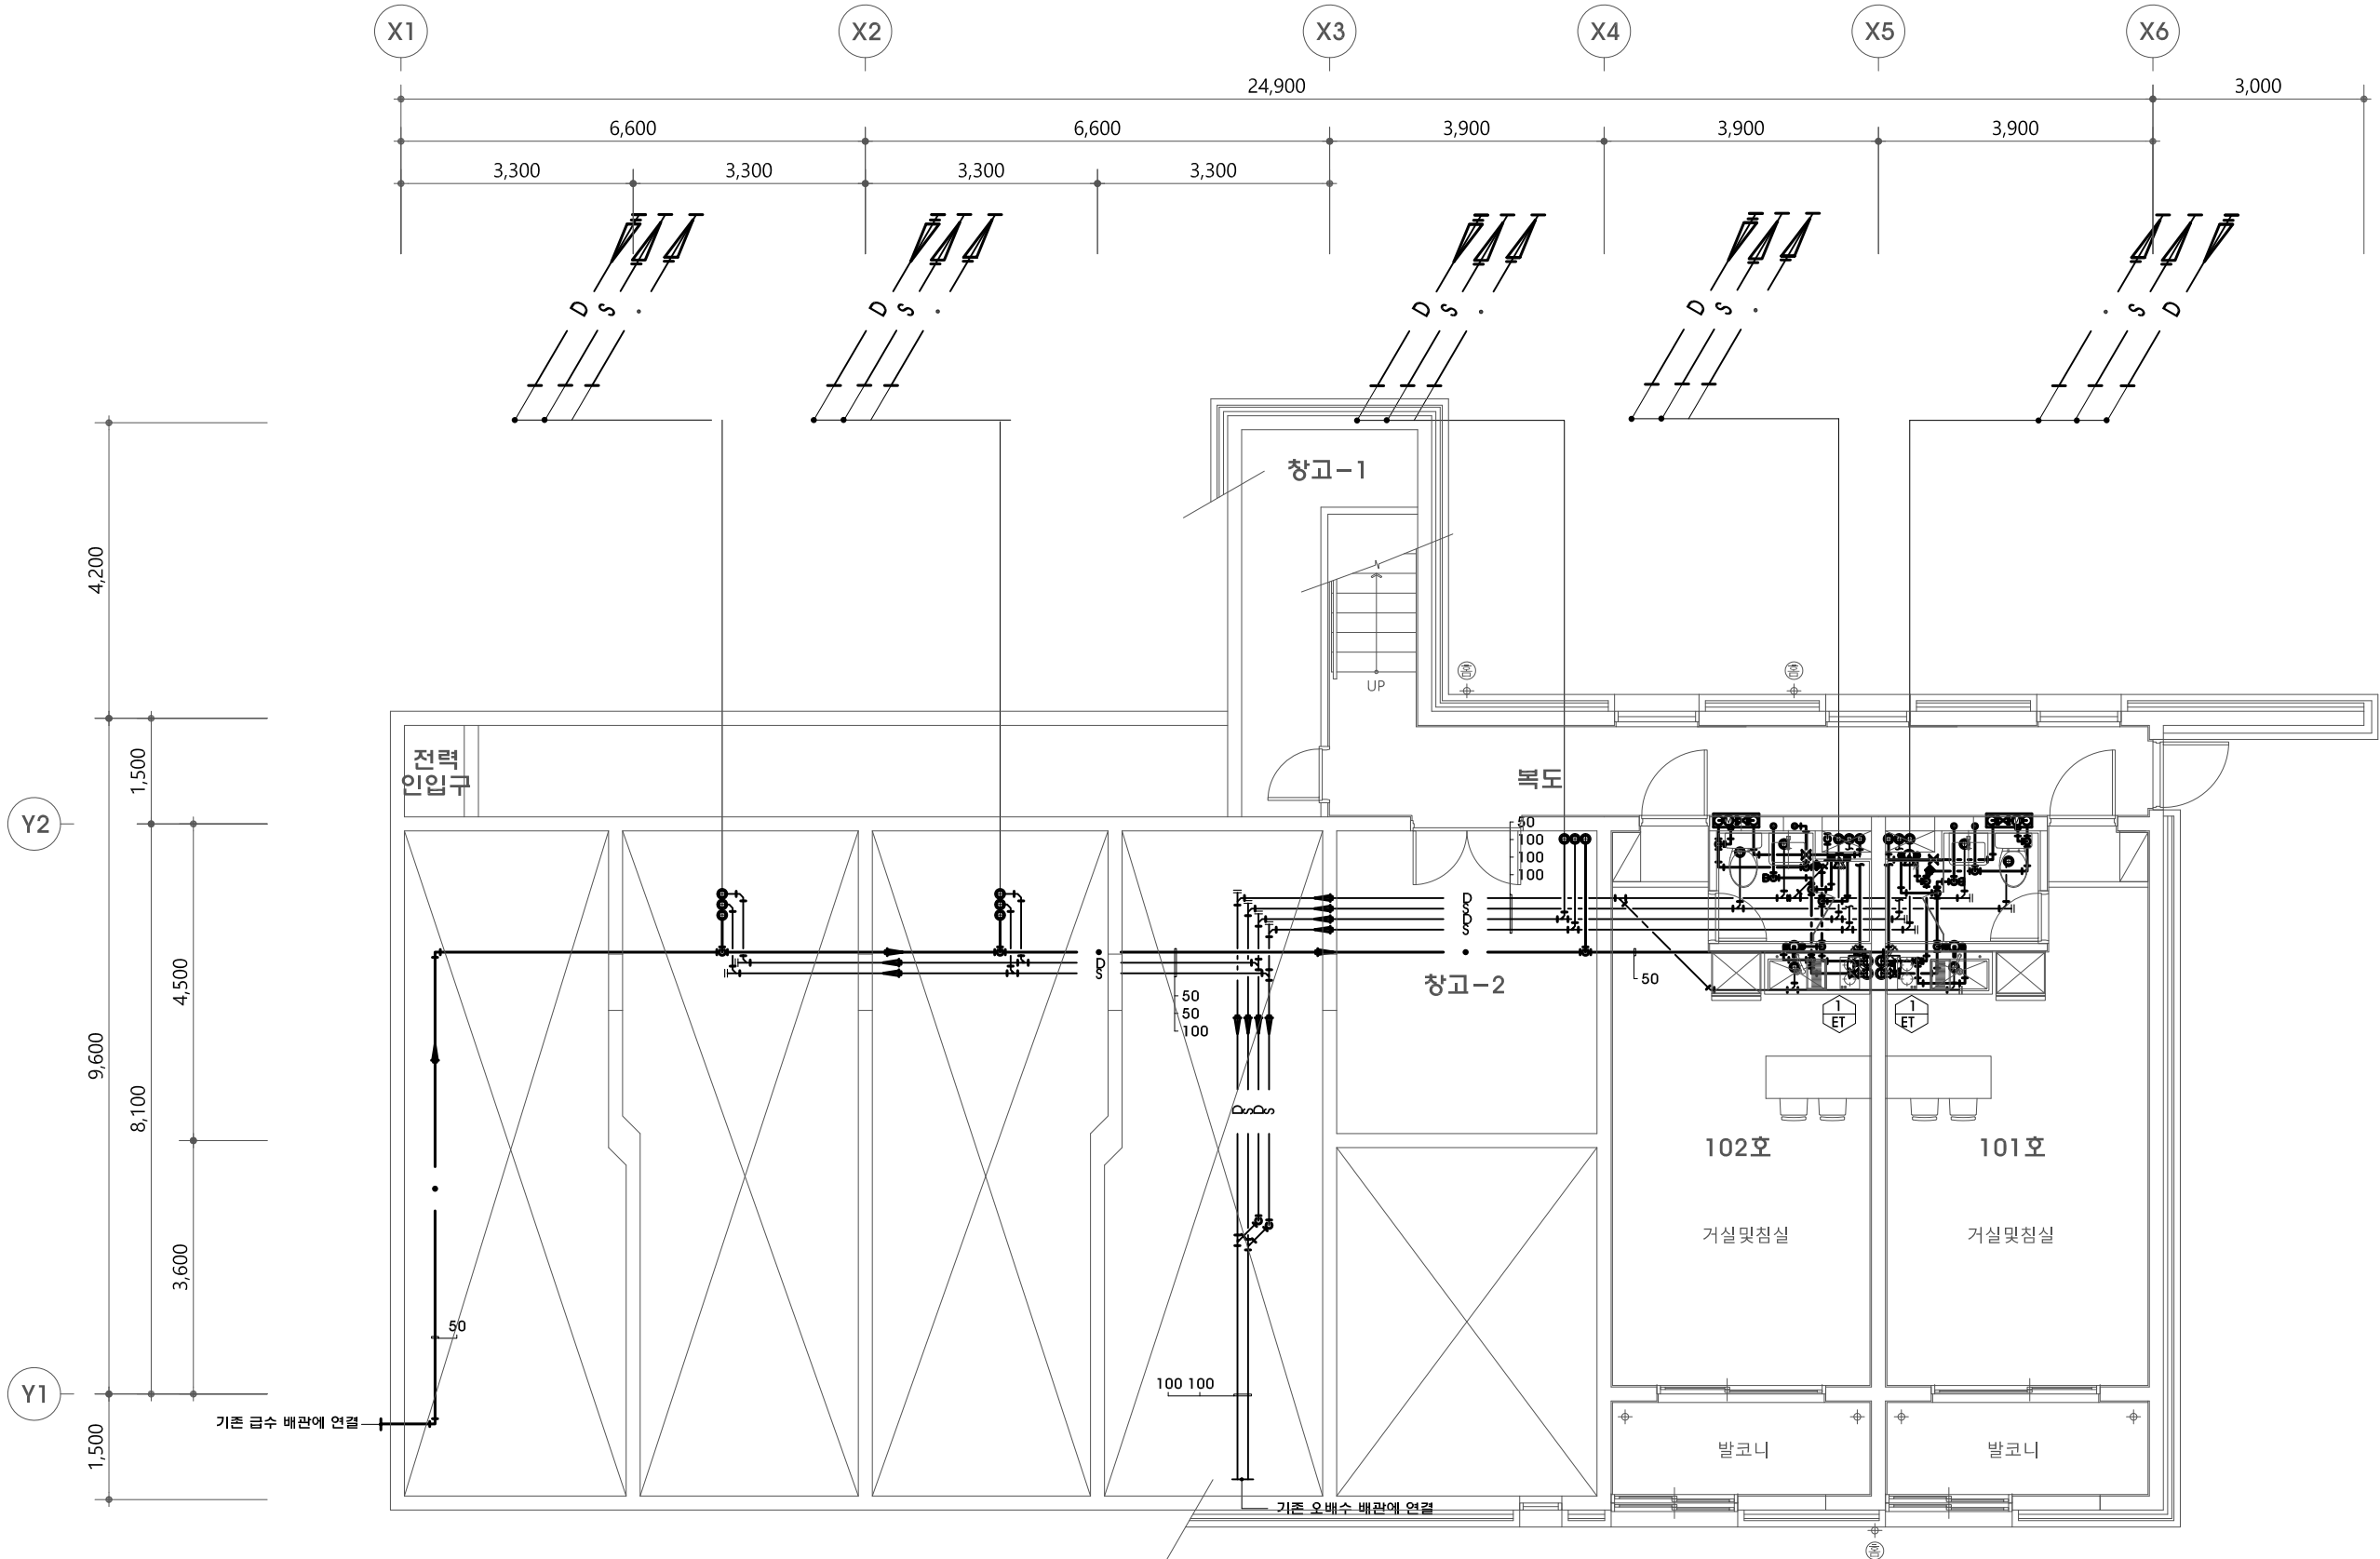 X1
X2
X3
X4
X5
X6
24,900
3,000
6,600
6,600
3,900
3,900
3,900
3,300
3,300
3,300
3,300
D S
D S
D S
D S
S D
창고-1
4,200
UP
홈
홈
전력
인입구
복도
1,500
Y2
50
100
100
100
D
S
D
S
D
S
창고-2
50
50
50
100
4,500
1
ET
1
ET
9,600
8,100
D S D S
102호
101호
거실및침실
거실및침실
3,600
50
100 100
Y1
기존 급수 배관에 연결
1,500
발코니
발코니
기존 오배수 배관에 연결
홈